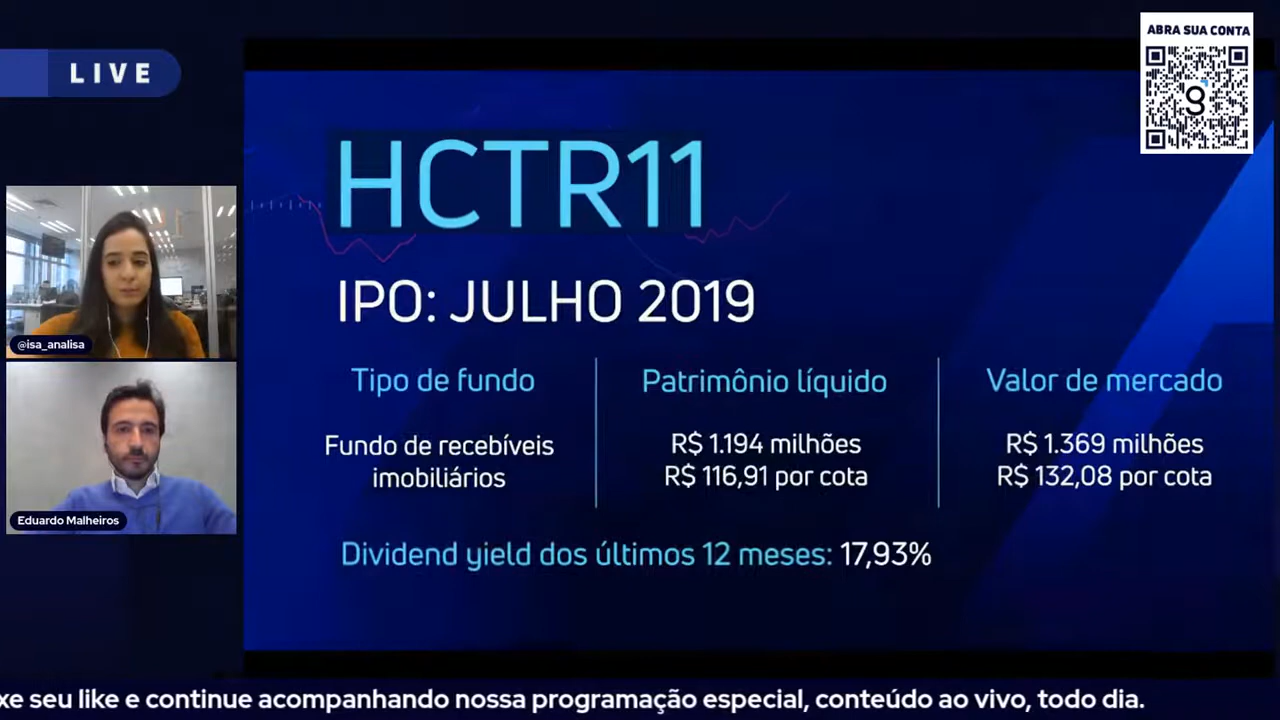 ABRA SUA CONTA
LIVE
HCTR11
IPO: JULHO 2019
Tipo de fundo
Fundo de recebíveis
imobiliários
Patrimônio líquido
R$ 1.194 milhões
R$ 116,91 por cota
Valor de mercado
R$ 1.369 milhões
R$ 132,08 por cota
Dividend yield dos últimos 12 meses: 17,93%
@isa_analisa
Eduardo Malheiros
xe seu like e continue acompanhando nossa programação especial, conteúdo ao vivo, todo dia.